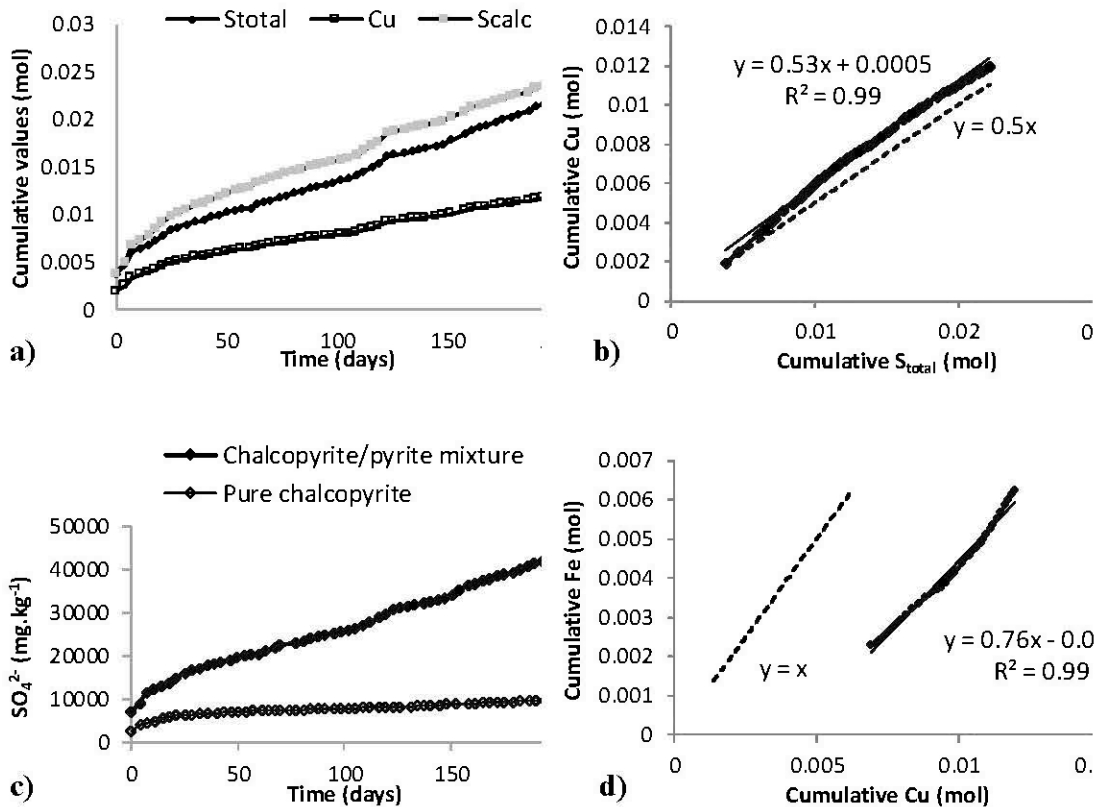 Stotal Cu Scalc
Cumulative values (mol)
0.03
0.025
0.02
0.015
0.01
0.005
0
0 50 100 150
Time (days)
a)
Cumulative Cu (mol)
0.014
0.012
0.01
0.008
0.006
0.004
0.002
0
y = 0.53x + 0.0005
R² = 0.99
y = 0.5x
0 0.01 0.02 0
Cumulative Stotal (mol)
b)
Chalcopyrite/pyrite mixture
Pure chalcopyrite
SO₄²⁻ (mg.kg⁻¹)
50000
40000
30000
20000
10000
0
0 50 100 150
Time (days)
c)
Cumulative Fe (mol)
0.007
0.006
0.005
0.004
0.003
0.002
0.001
0
y = x
y = 0.76x - 0.0
R² = 0.99
0 0.005 0.01
Cumulative Cu (mol)
d)